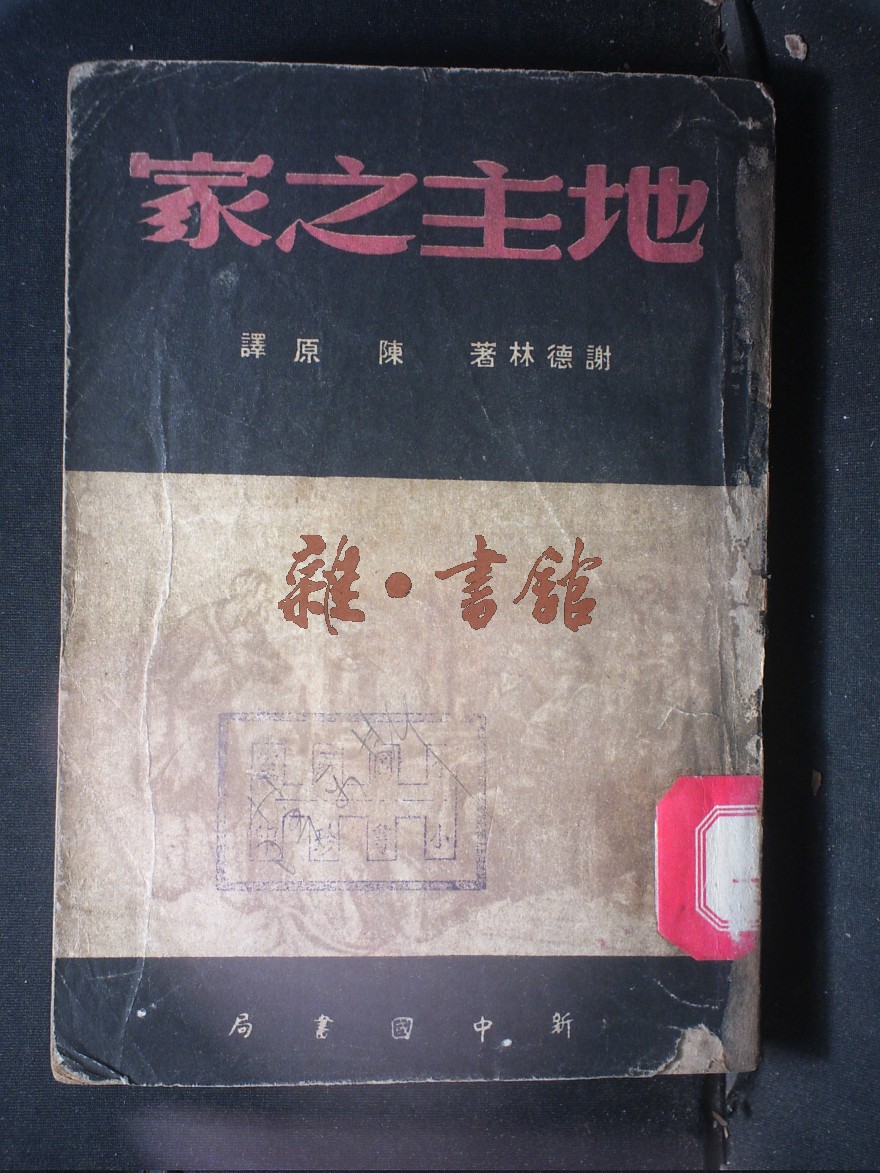 地主之家
謝德林著 陳原譯
雜·書館
新中國書局